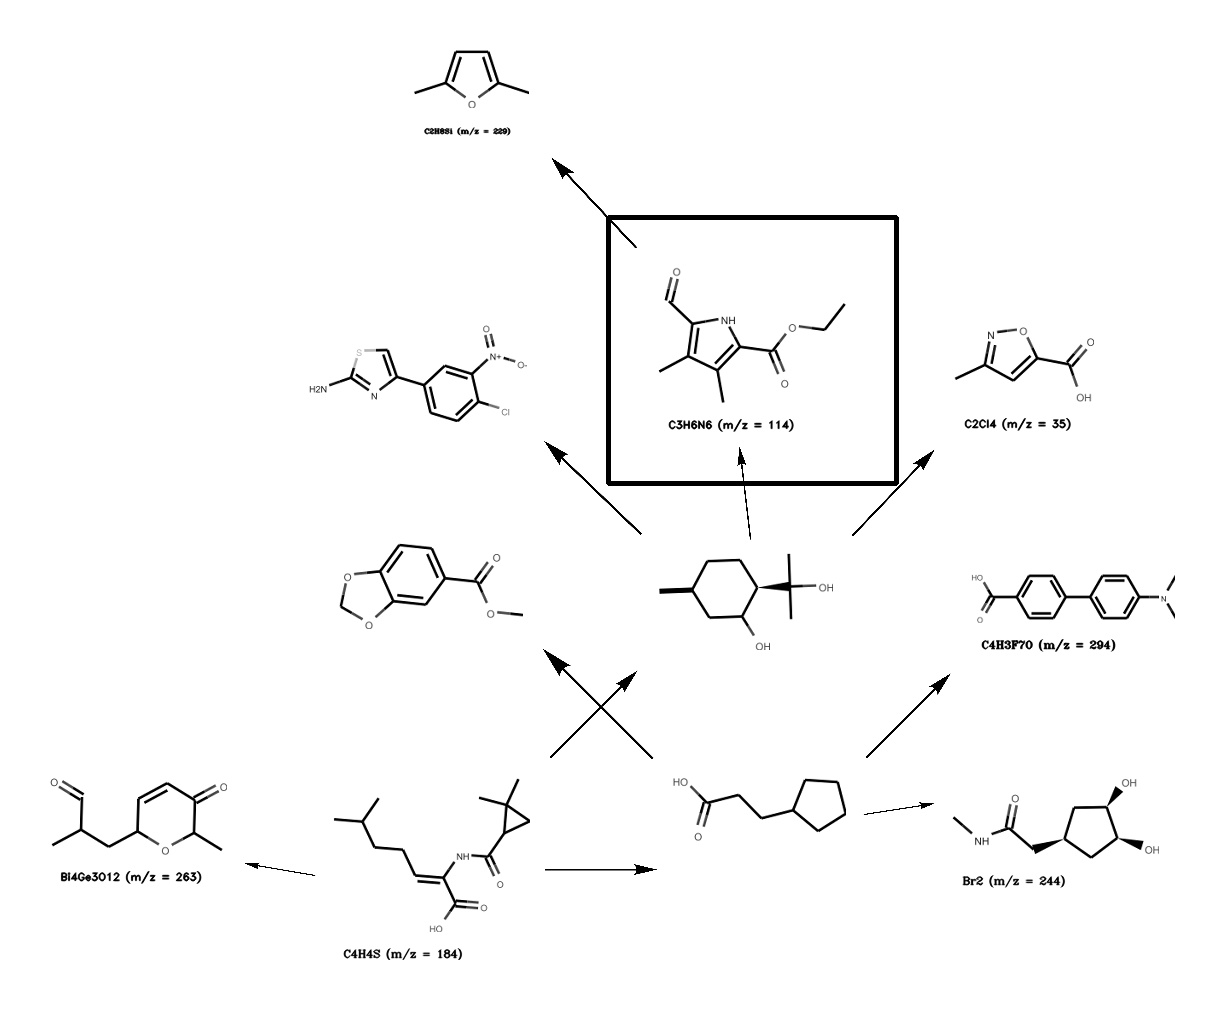 O
C2H8Si (m/z = 229)
O
NH
O
O
C3H6N6 (m/z = 114)
S
H2N
N
O
N+
O-
Cl
N
O
O
OH
C2Cl4 (m/z = 35)
O
O
O
O
OH
OH
HO
O
N
C4H3F7O (m/z = 294)
O
O
O
Bi4Ge3O12 (m/z = 263)
NH
O
O
HO
C4H4S (m/z = 184)
HO
O
O
NH
OH
OH
Br2 (m/z = 244)